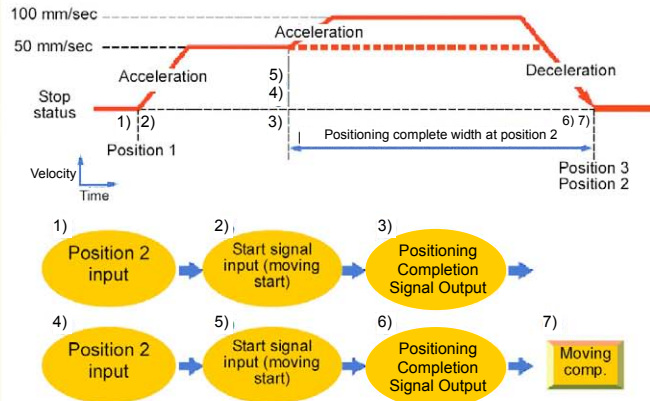 100 mm/sec
Acceleration
50 mm/sec
Acceleration
5)
Deceleration
4)
Stop
status
1) 2)
3)
6) 7)
Position 1
Positioning complete width at position 2
Position 3
Position 2
Velocity
Time
1)
Position 2
input
2)
Start signal
input (moving
start)
3)
Positioning
Completion
Signal Output
4)
Position 2
input
5)
Start signal
input (moving
start)
6)
Positioning
Completion
Signal Output
7)
Moving
comp.